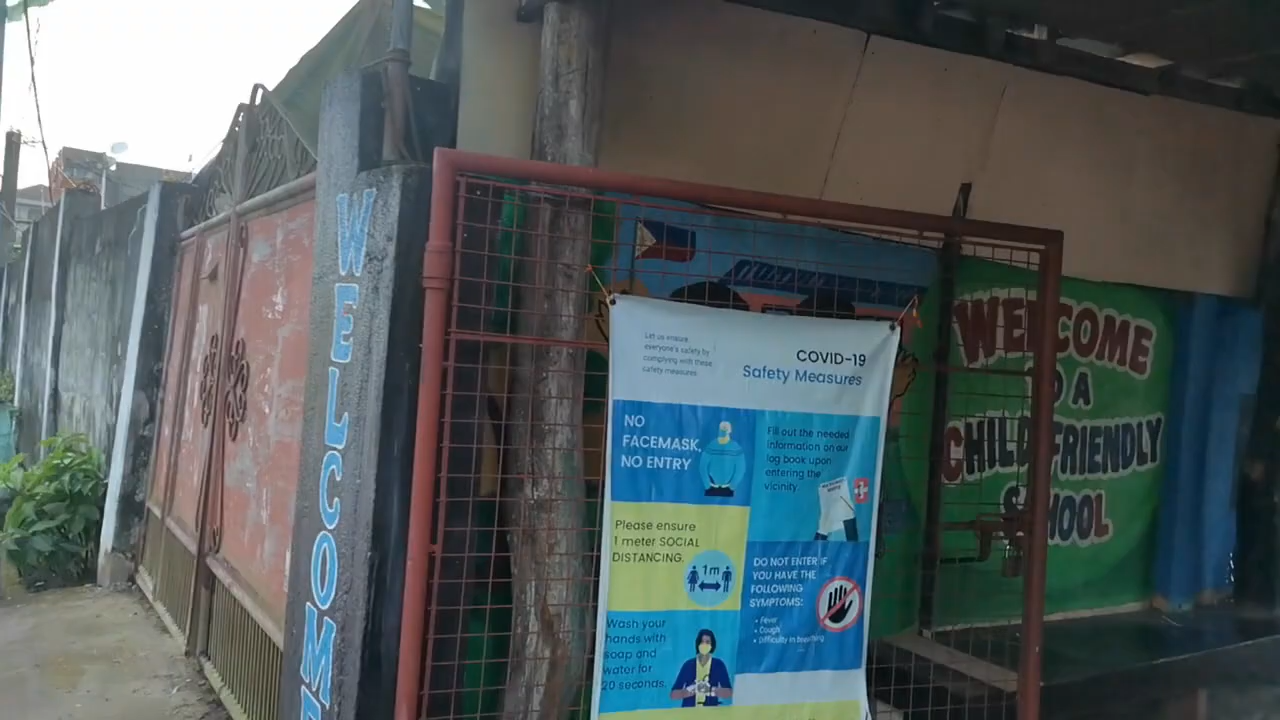 WELCOME
Let us ensure
everyone's safety by
complying with these
safety measures
COVID-19
Safety Measures
NO
FACEMASK,
NO ENTRY
Fill out the needed
information on our
log book upon
entering the
vicinity.
Please ensure
1 meter SOCIAL
DISTANCING.
1m
DO NOT ENTER IF
YOU HAVE THE
FOLLOWING
SYMPTOMS:
• Fever
• Cough
• Difficulty in breathing
Wash your
hands with
soap and
water for
20 seconds.
WELCOME
TO A
CHILD FRIENDLY
SCHOOL